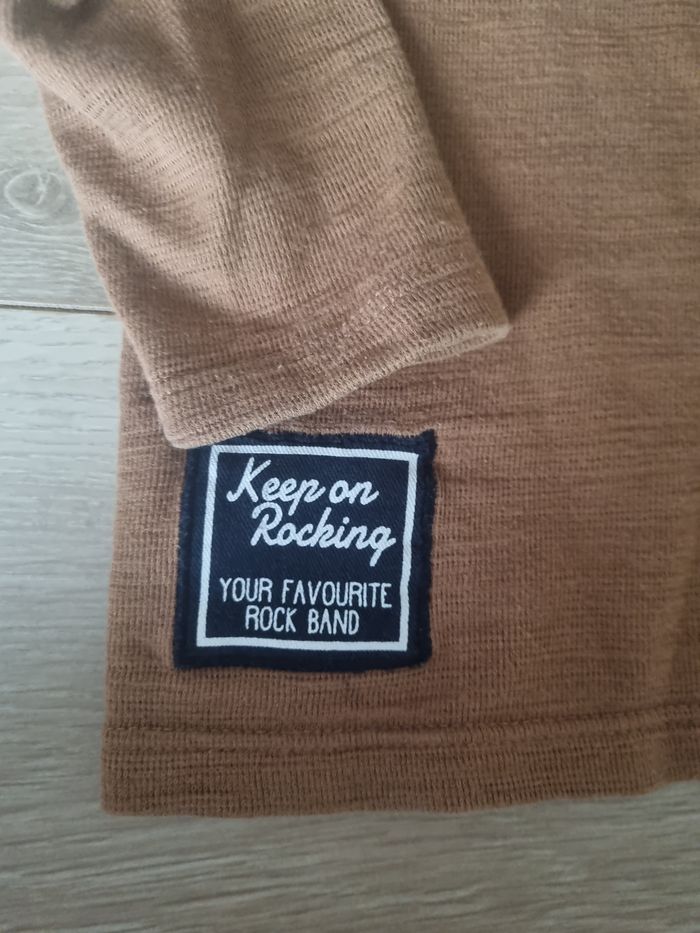 Keep on
Rocking
YOUR FAVOURITE
ROCK BAND